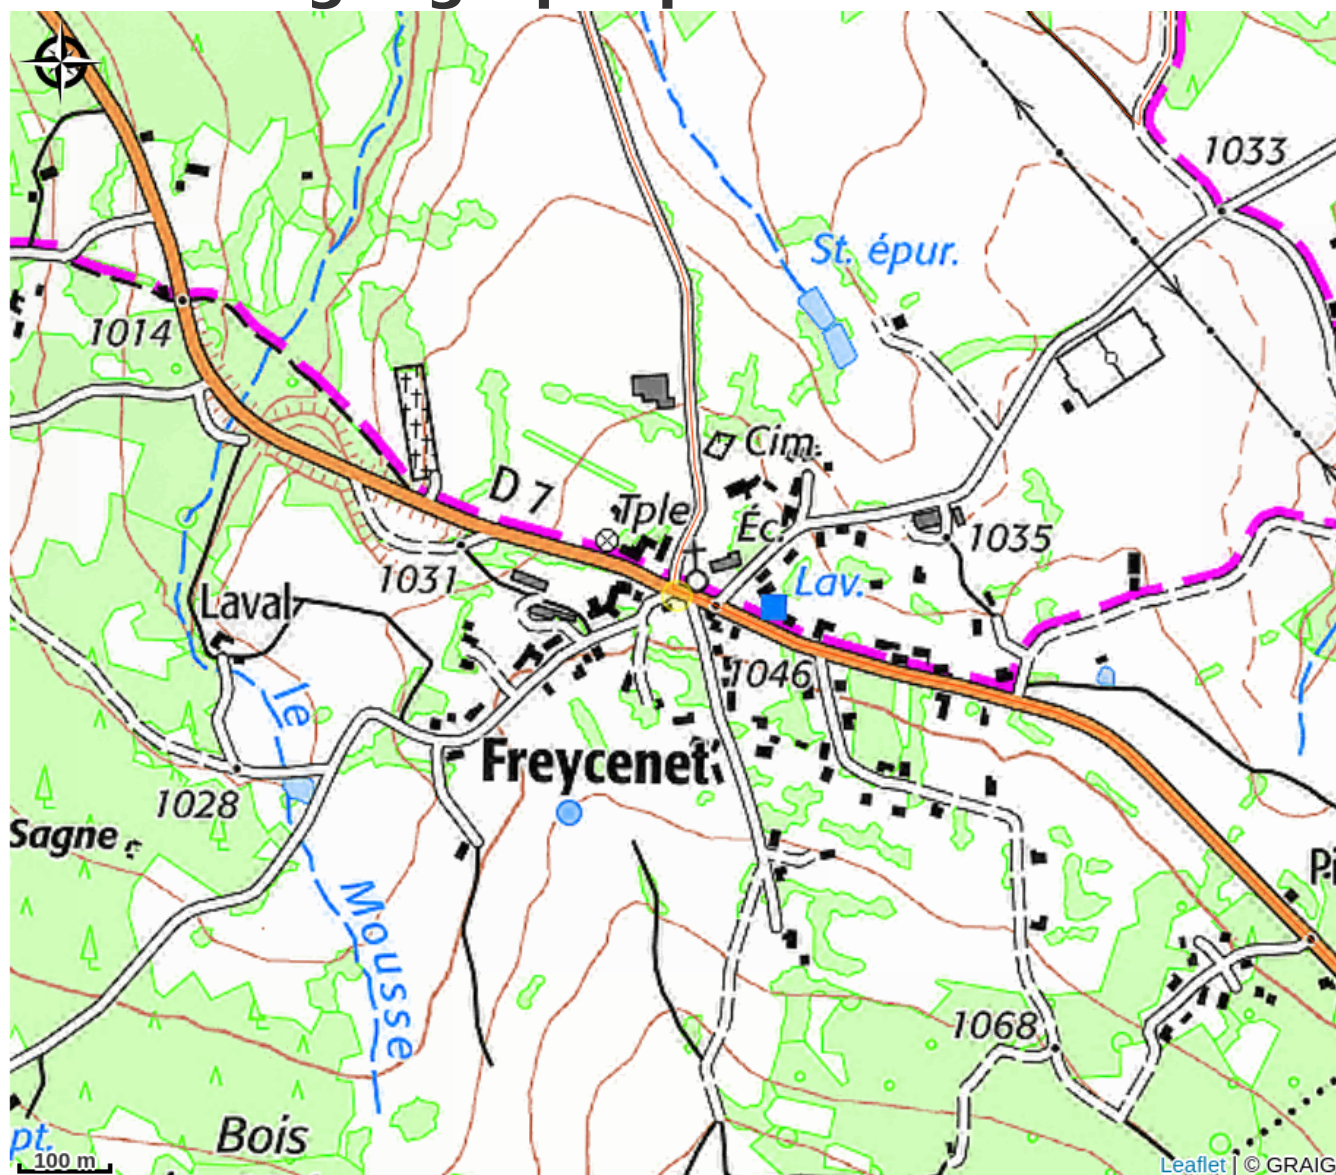 1033
St. épur.
1014
Cim.
D 7
Tple
Éc.
1035
1031
Lav.
Laval
1046
le
Freycenet
1028
Sagne
Mousse
1068
Bois
pt.
100 m
Leaflet | © GRAIG